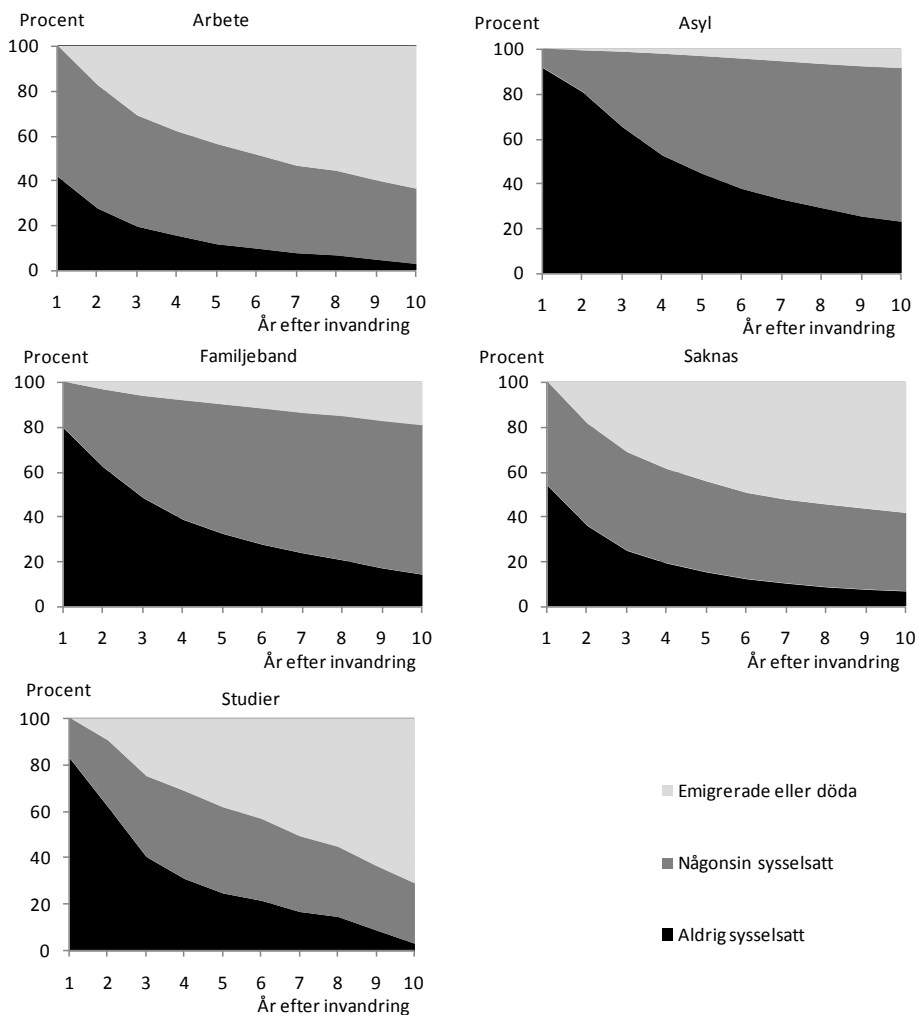 Procent
Arbete
100
80
60
40
20
0
1 2 3 4 5 6 7 8 9 10
År efter invandring
Procent
Asyl
100
80
60
40
20
0
1 2 3 4 5 6 7 8 9 10
År efter invandring
Procent
Familjeband
100
80
60
40
20
0
1 2 3 4 5 6 7 8 9 10
År efter invandring
Procent
Saknas
100
80
60
40
20
0
1 2 3 4 5 6 7 8 9 10
År efter invandring
Procent
Studier
100
80
60
40
20
0
1 2 3 4 5 6 7 8 9 10
År efter invandring
Emigrerade eller döda
Någonsin sysselsatt
Aldrig sysselsatt